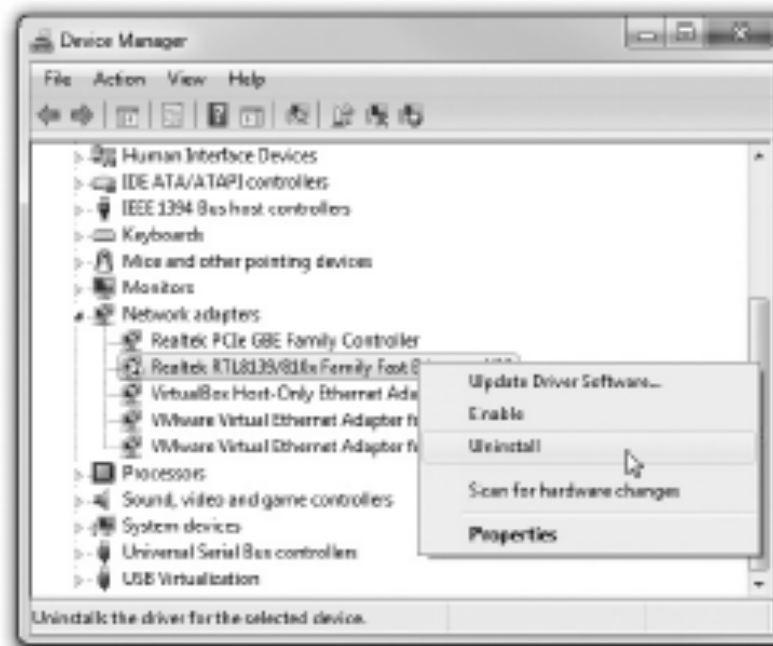 Device Manager
File Action View Help
Human Interface Devices
IDE ATA/ATAPI controllers
IEEE 1394 Bus host controllers
Keyboards
Mice and other pointing devices
Monitors
Network adapters
Realtek PCIe GBE Family Controller
Realtek RTL8139/810x Family Fast
VirtualBox Host-Only Ethernet Ada
VMware Virtual Ethernet Adapter fo
VMware Virtual Ethernet Adapter fo
Processors
Sound, video and game controllers
System devices
Universal Serial Bus controllers
USB Virtualization
Update Driver Software...
Enable
Uninstall
Scan for hardware changes
Properties
Uninstalls the driver for the selected device.